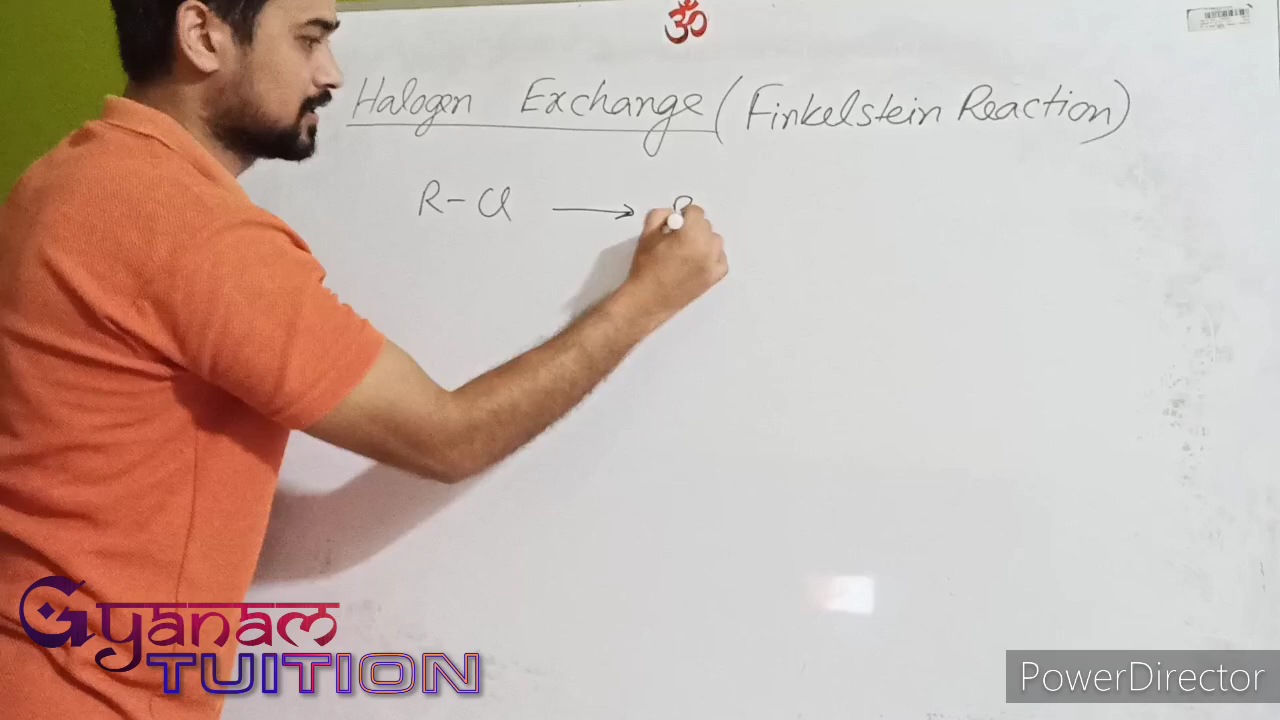 ॐ
Halogen Exchange (Finkelstein Reaction)
R-Cl →
Gyanam
TUITION
PowerDirector